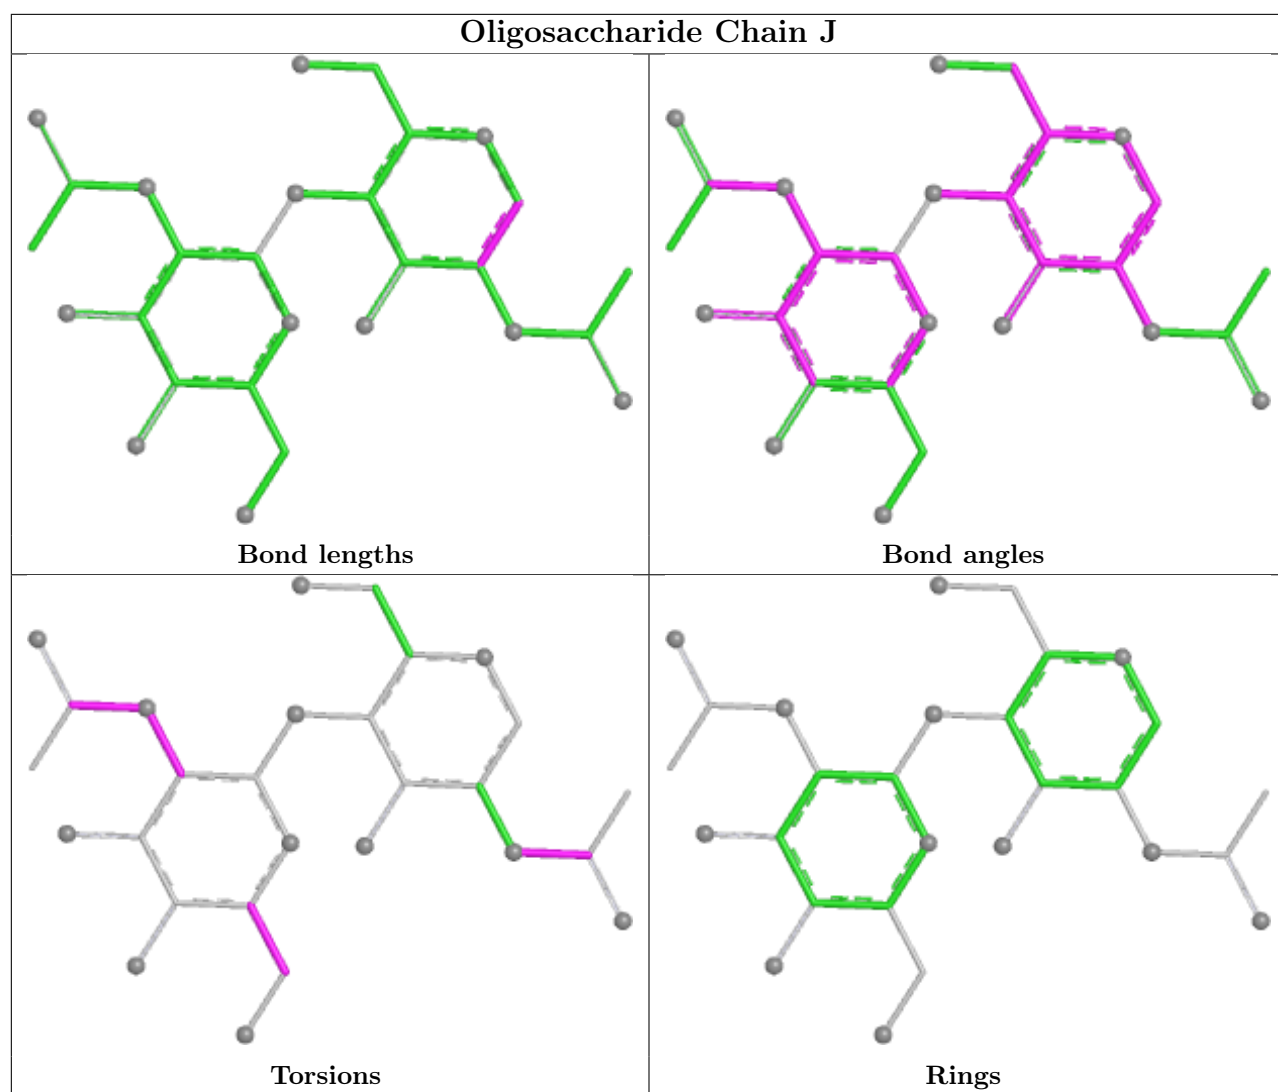 Oligosaccharide Chain J
Bond lengths
Bond angles
Torsions
Rings